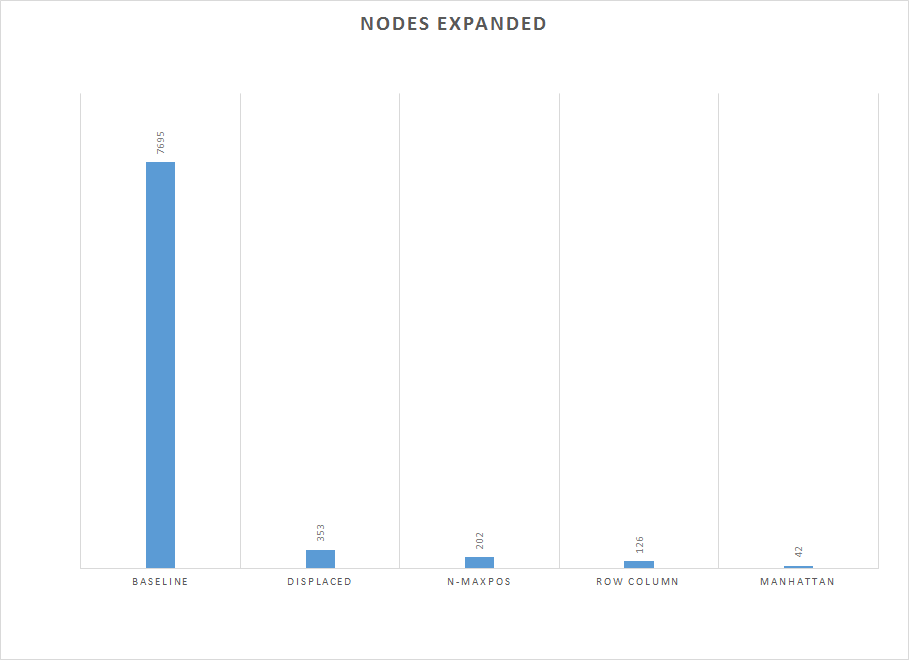 NODES EXPANDED
7695
353
202
126
42
BASELINE DISPLACED N-MAXPOS ROW COLUMN MANHATTAN